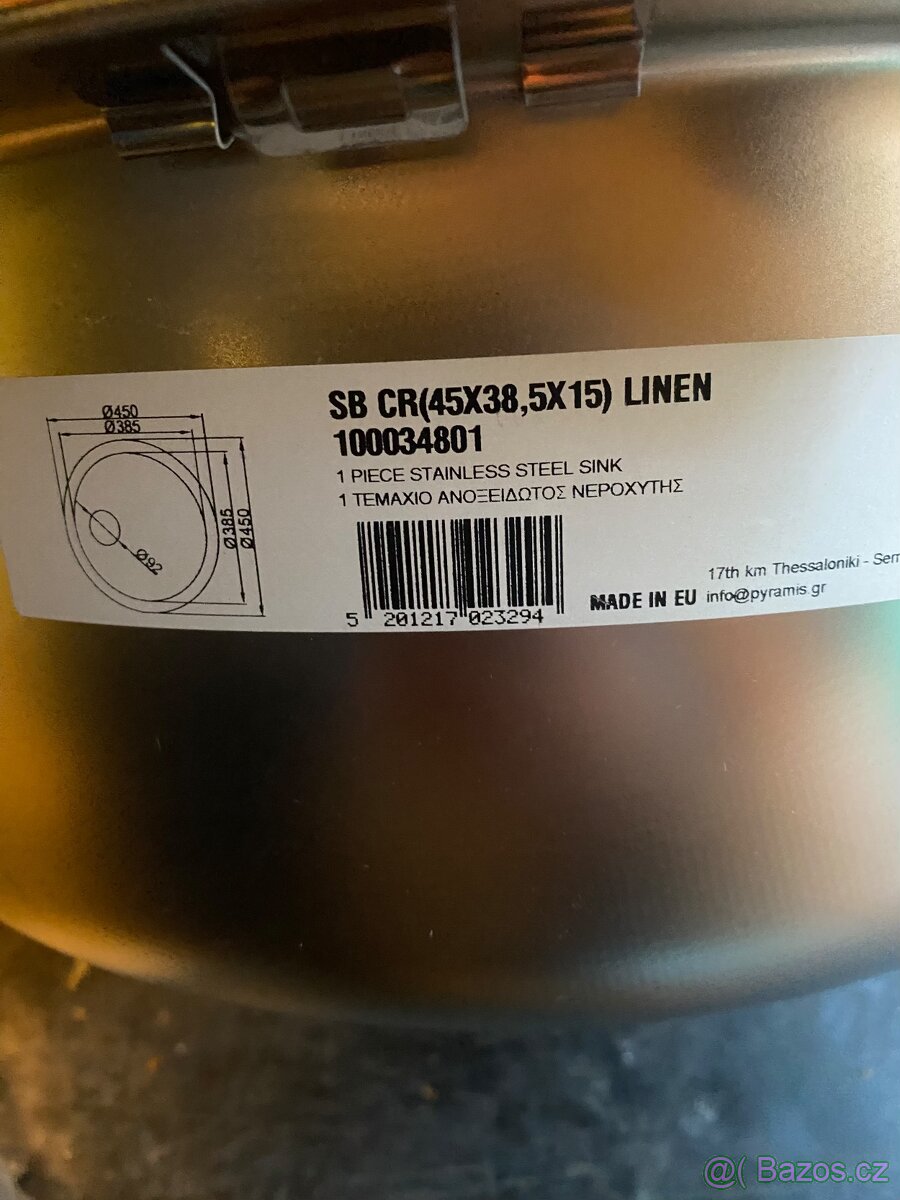 SB CR(45X38,5X15) LINEN
100034801
1 PIECE STAINLESS STEEL SINK
1 ΤΕΜΑΧΙΟ ΑΝΟΞΕΙΔΩΤΟΣ ΝΕΡΟΧΥΤΗΣ
Ø450
Ø385
Ø385
Ø450
Ø92
5 201217 023294
MADE IN EU
17th km Thessaloniki - Sem
info@pyramis.gr
@( Bazos.cz